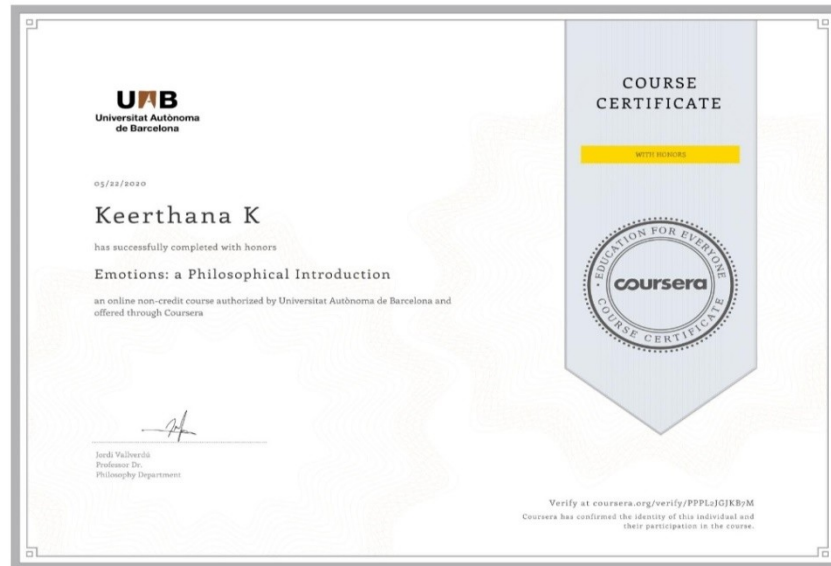 UAB
Universitat Autònoma
de Barcelona
05/22/2020
Keerthana K
has successfully completed with honors
Emotions: a Philosophical Introduction
an online non-credit course authorized by Universitat Autònoma de Barcelona and
offered through Coursera
Jordi Vallverdú
Professor Dr.
Philosophy Department
COURSE
CERTIFICATE
WITH HONORS
EDUCATION FOR EVERYONE
coursera
COURSE CERTIFICATE
Verify at coursera.org/verify/PPPL2JGJKB7M
Coursera has confirmed the identity of this individual and
their participation in the course.